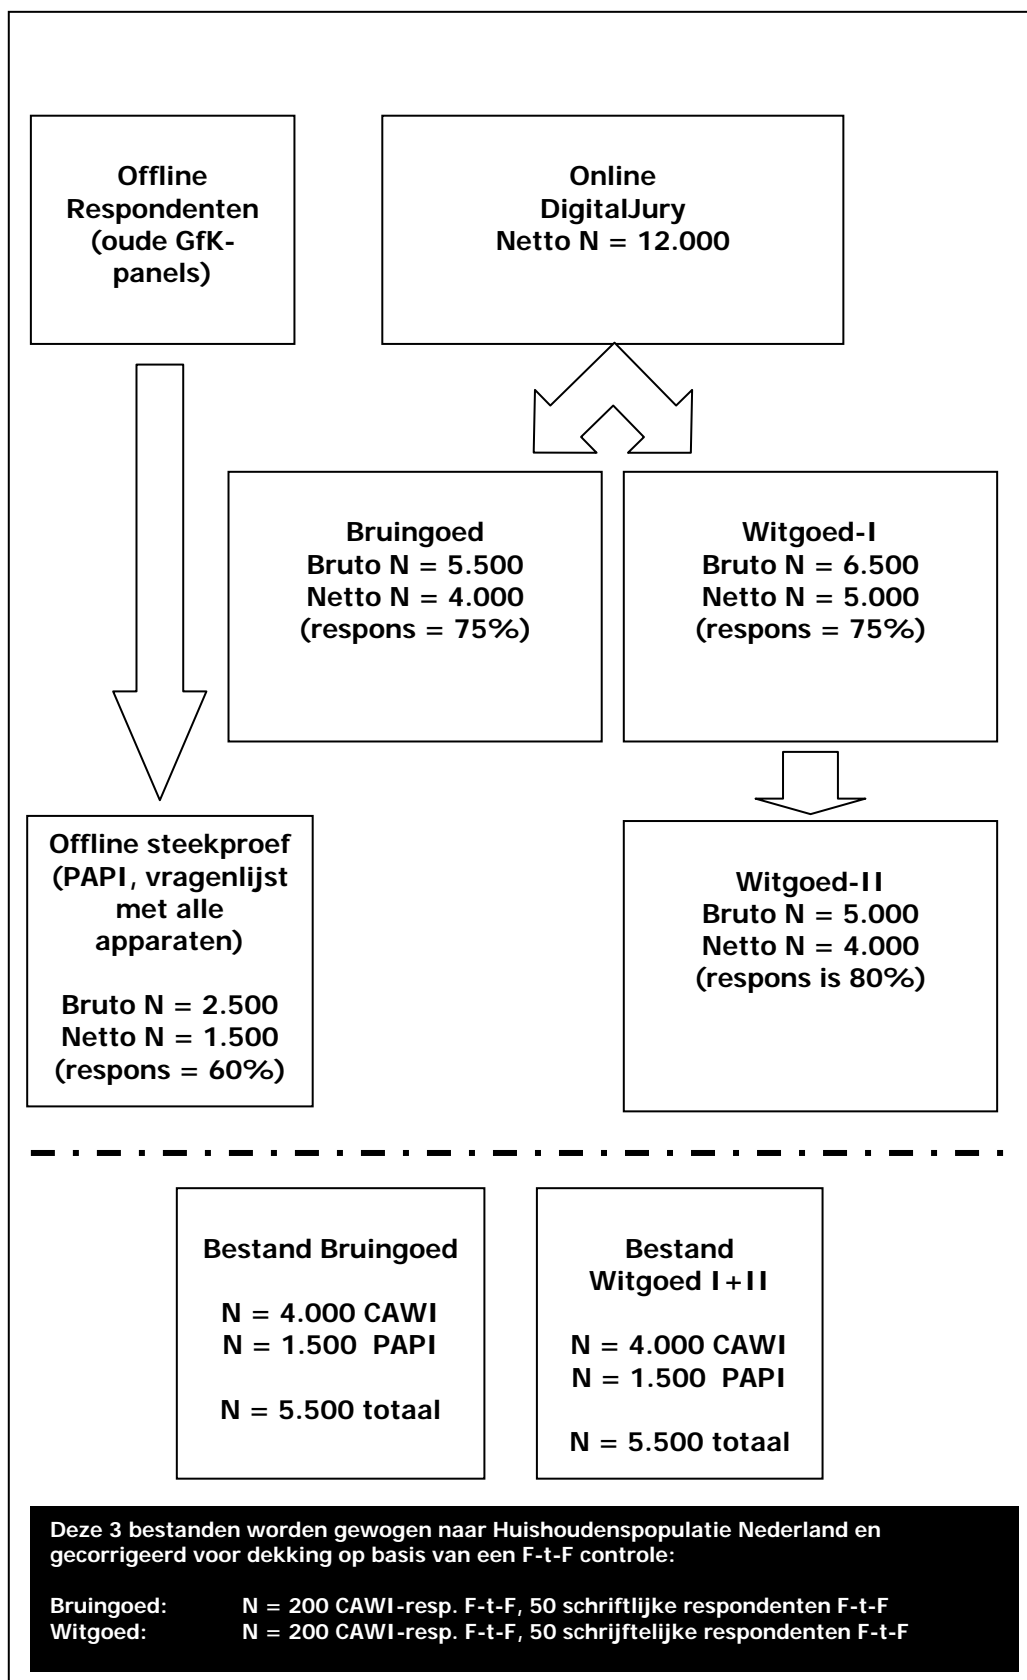 Offline
Respondenten
(oude GfK-
panels)
Online
DigitalJury
Netto N = 12.000
Bruingoed
Bruto N = 5.500
Netto N = 4.000
(respons = 75%)
Witgoed-I
Bruto N = 6.500
Netto N = 5.000
(respons = 75%)
Offline steekproef
(PAPI, vragenlijst
met alle
apparaten)
Bruto N = 2.500
Netto N = 1.500
(respons = 60%)
Witgoed-II
Bruto N = 5.000
Netto N = 4.000
(respons is 80%)
Bestand Bruingoed
N = 4.000 CAWI
N = 1.500 PAPI
N = 5.500 totaal
Bestand
Witgoed I+II
N = 4.000 CAWI
N = 1.500 PAPI
N = 5.500 totaal
Deze 3 bestanden worden gewogen naar Huishoudenspopulatie Nederland en
gecorrigeerd voor dekking op basis van een F-t-F controle:
Bruingoed: N = 200 CAWI-resp. F-t-F, 50 schriftlijke respondenten F-t-F
Witgoed: N = 200 CAWI-resp. F-t-F, 50 schrijftelijke respondenten F-t-F